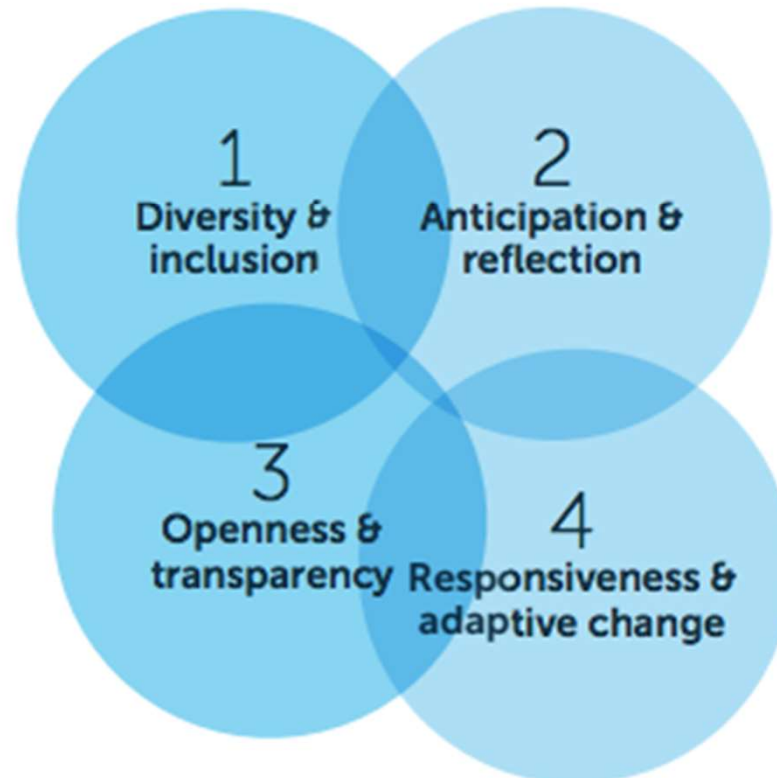 1
Diversity &
inclusion
2
Anticipation &
reflection
3
Openness &
transparency
4
Responsiveness &
adaptive change